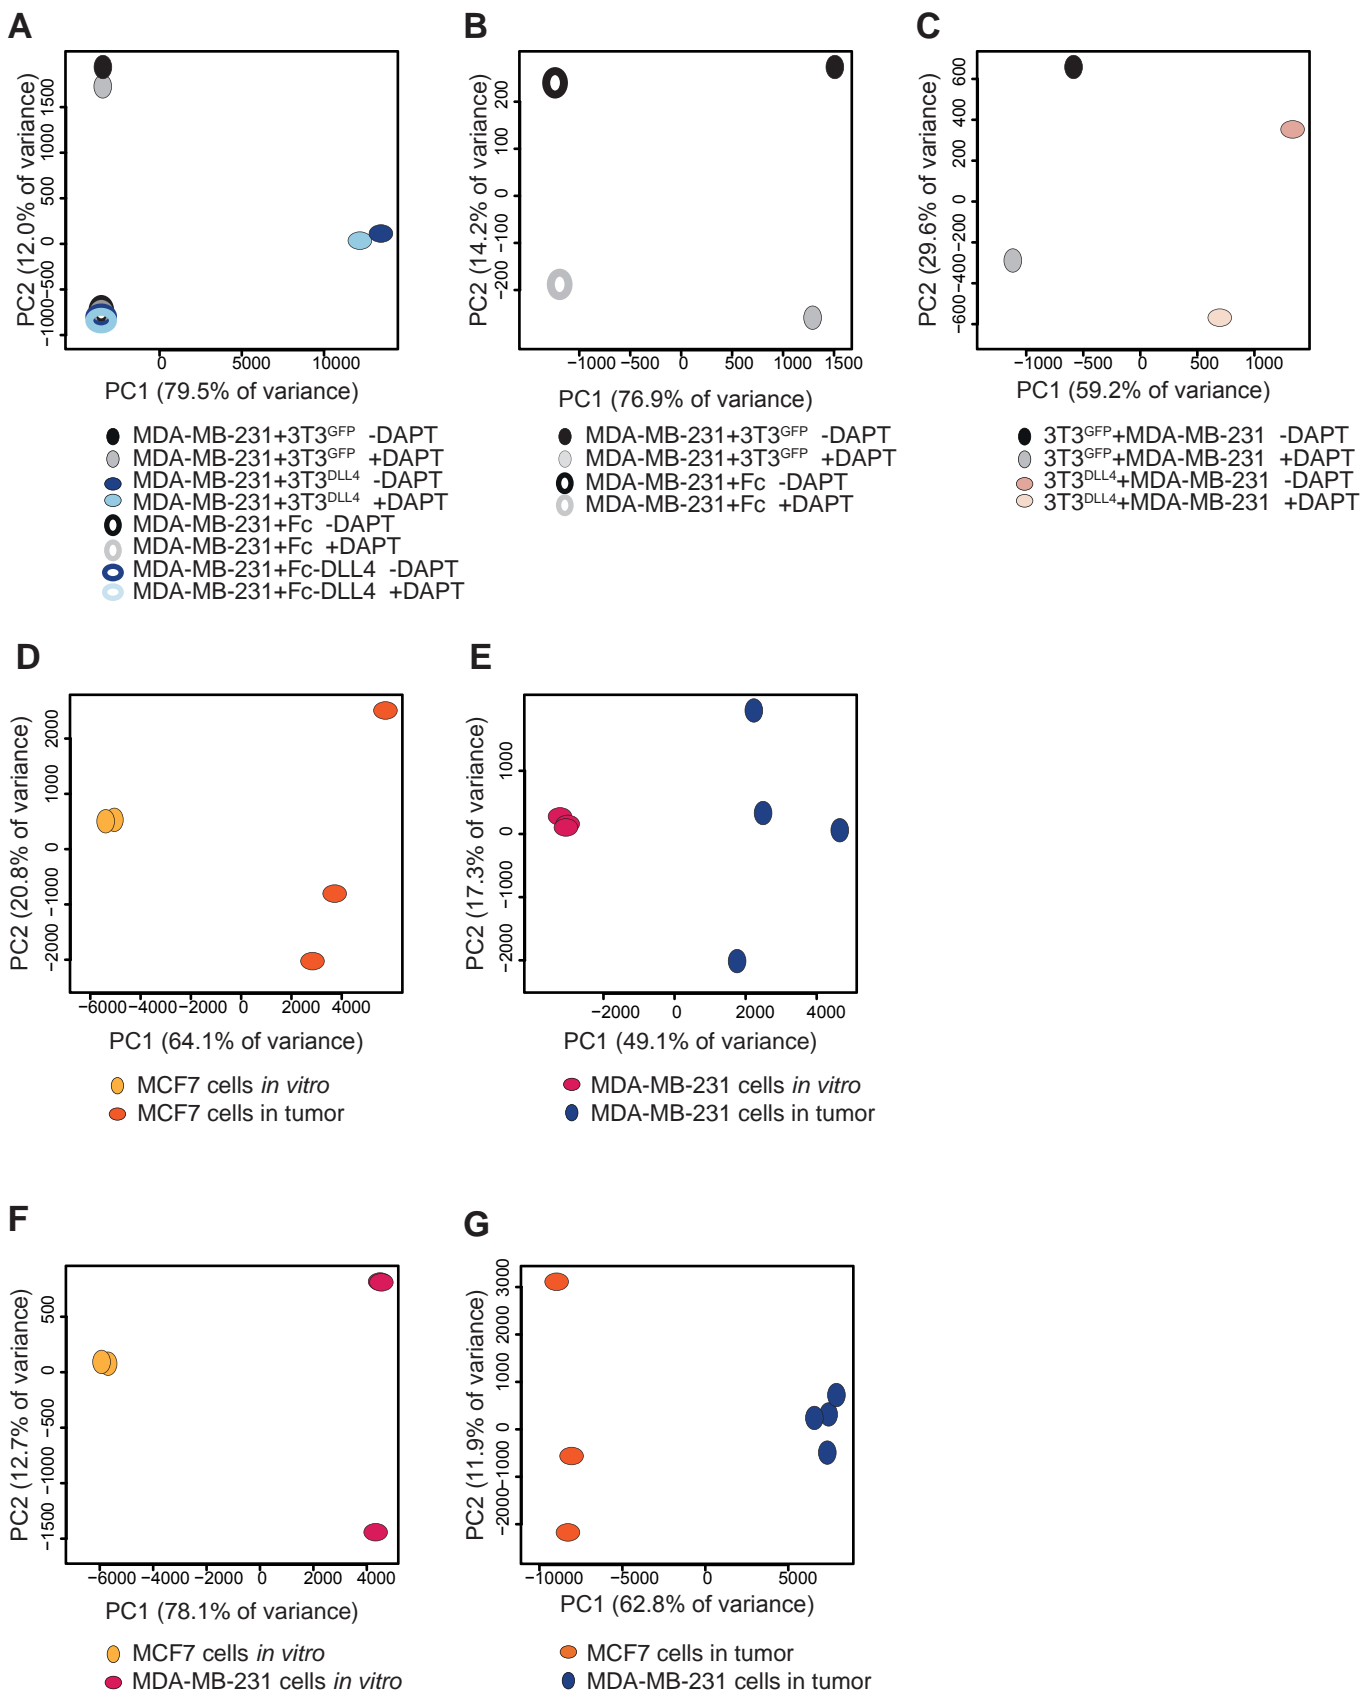 A
PC2 (12.0% of variance)
1500
1000
500
0
−500
−1000
0
5000
10000
PC1 (79.5% of variance)
MDA-MB-231+3T3GFP -DAPT
MDA-MB-231+3T3GFP +DAPT
MDA-MB-231+3T3DLL4 -DAPT
MDA-MB-231+3T3DLL4 +DAPT
MDA-MB-231+Fc -DAPT
MDA-MB-231+Fc +DAPT
MDA-MB-231+Fc-DLL4 -DAPT
MDA-MB-231+Fc-DLL4 +DAPT
B
PC2 (14.2% of variance)
200
100
0
−100
−200
−1000
−500
0
500
1000
1500
PC1 (76.9% of variance)
MDA-MB-231+3T3GFP -DAPT
MDA-MB-231+3T3GFP +DAPT
MDA-MB-231+Fc -DAPT
MDA-MB-231+Fc +DAPT
C
PC2 (29.6% of variance)
600
400
200
0
−200
−400
−600
−1000
−500
0
500
1000
PC1 (59.2% of variance)
3T3GFP+MDA-MB-231 -DAPT
3T3GFP+MDA-MB-231 +DAPT
3T3DLL4+MDA-MB-231 -DAPT
3T3DLL4+MDA-MB-231 +DAPT
D
PC2 (20.8% of variance)
2000
1000
0
−1000
−2000
−6000
−4000
−2000
0
2000
4000
PC1 (64.1% of variance)
MCF7 cells in vitro
MCF7 cells in tumor
E
PC2 (17.3% of variance)
1000
0
−1000
−2000
−2000
0
2000
4000
PC1 (49.1% of variance)
MDA-MB-231 cells in vitro
MDA-MB-231 cells in tumor
F
PC2 (12.7% of variance)
500
0
−500
−1000
−1500
−6000
−4000
−2000
0
2000
4000
PC1 (78.1% of variance)
MCF7 cells in vitro
MDA-MB-231 cells in vitro
G
PC2 (11.9% of variance)
3000
2000
1000
0
−1000
−2000
−10000
−5000
0
5000
PC1 (62.8% of variance)
MCF7 cells in tumor
MDA-MB-231 cells in tumor